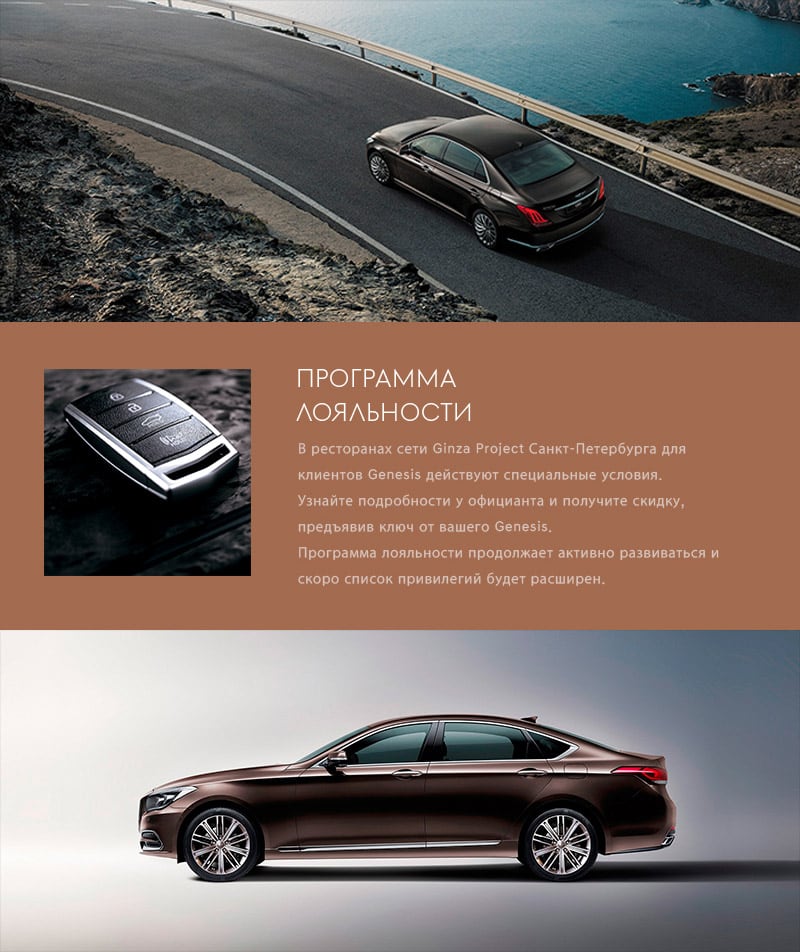 ПРОГРАММА
ЛОЯЛЬНОСТИ
В ресторанах сети Ginza Project Санкт-Петербурга для
клиентов Genesis действуют специальные условия.
Узнайте подробности у официанта и получите скидку,
предъявив ключ от вашего Genesis.
Программа лояльности продолжает активно развиваться и
скоро список привилегий будет расширен.